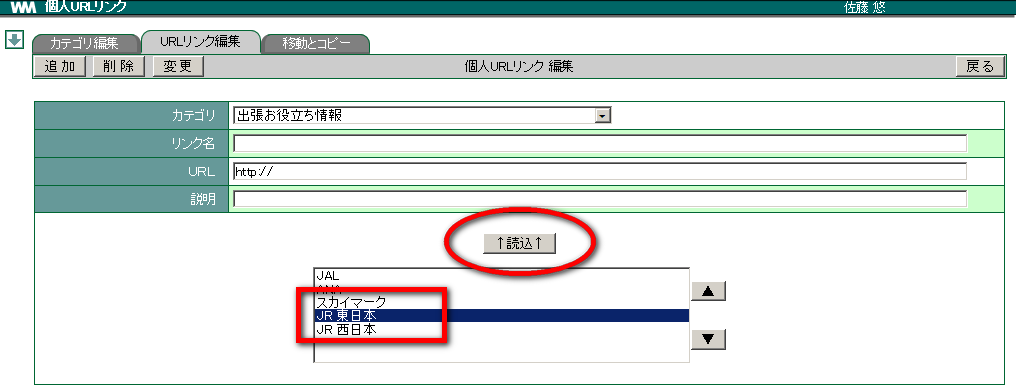 WM 個人URLリンク 佐藤 悠
カテゴリ編集 URLリンク編集 移動とコピー
追加 削除 変更 個人URLリンク 編集 戻る
カテゴリ 出張お役立ち情報
リンク名
URL http://
説明
↑読込↑
JAL
ANA
スカイマーク
JR 東日本
JR 西日本